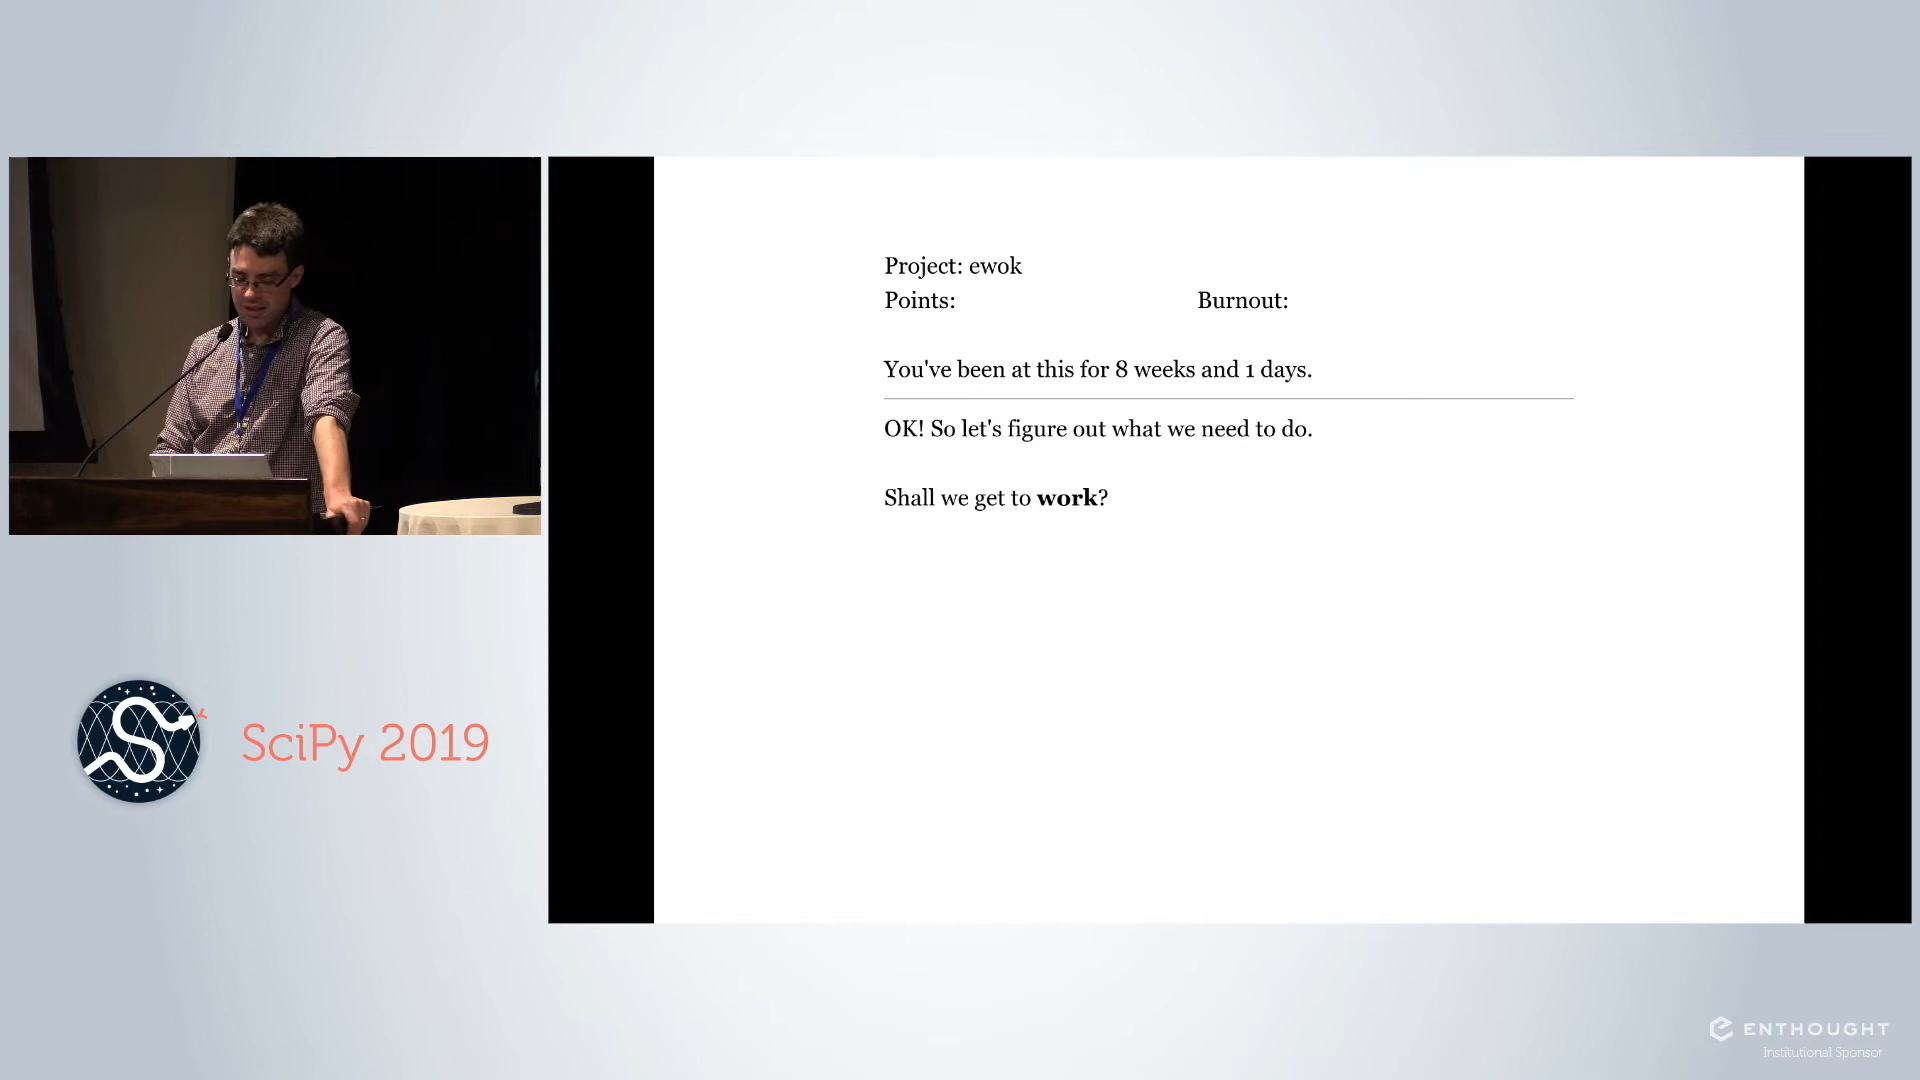 Project: ewok
Points: Burnout:
You've been at this for 8 weeks and 1 days.
OK! So let's figure out what we need to do.
Shall we get to work?
SciPy 2019
ENTHOUGHT
Institutional Sponsor